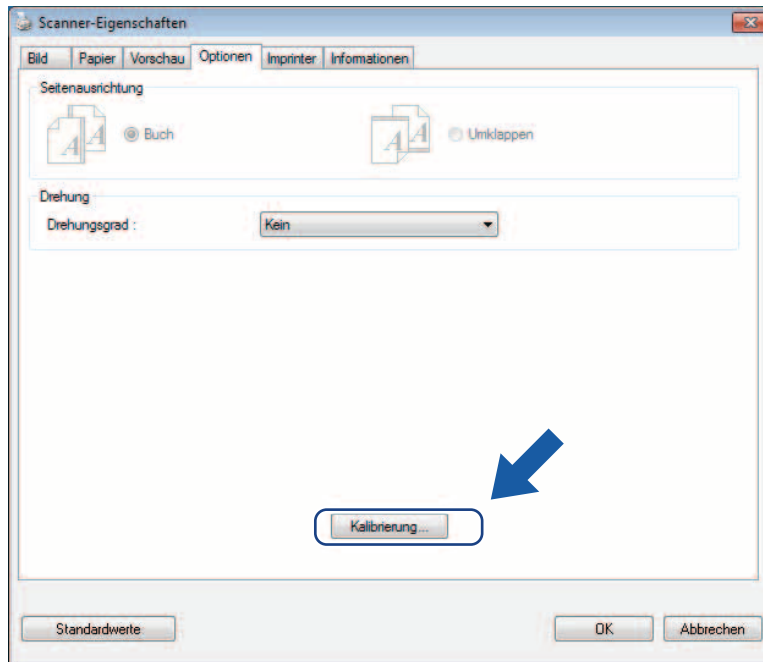 Scanner-Eigenschaften
Bild Papier Vorschau Optionen Imprinter Informationen
Seitenausrichtung
A A Buch A A Umklappen
Drehung
Drehungsgrad : Kein
Kalibrierung...
Standardwerte OK Abbrechen